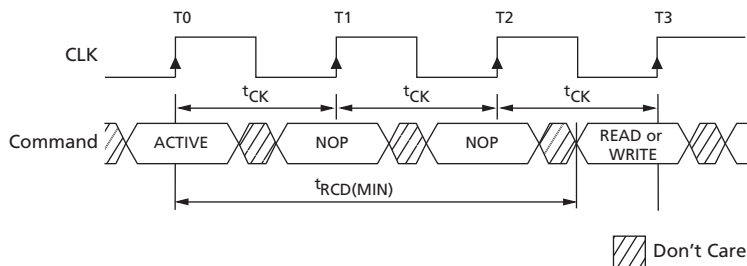 T0 T1 T2 T3
CLK
tCK tCK tCK
Command ACTIVE NOP NOP READ or
WRITE
tRCD(MIN)
Don't Care